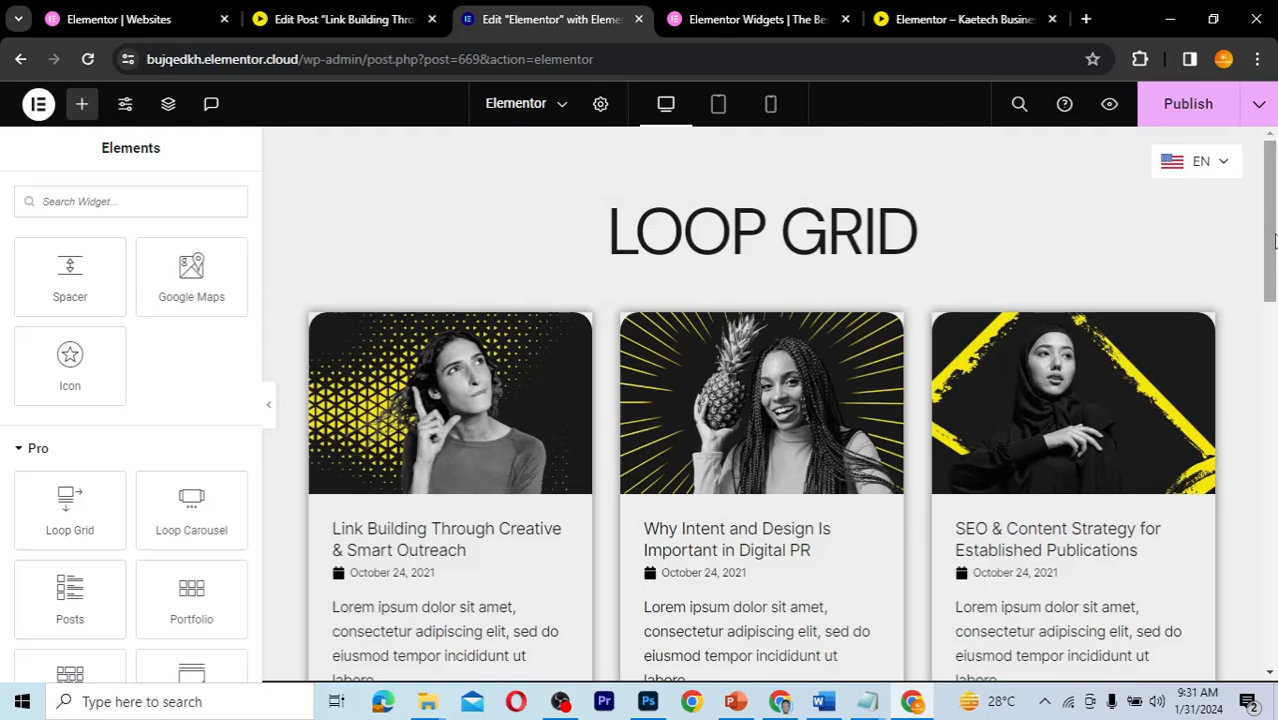 Elementor | Websites
Edit Post "Link Building Thro
Edit "Elementor" with Eleme
Elementor Widgets | The Be
Elementor – Kaetech Busine
bujqedkh.elementor.cloud/wp-admin/post.php?post=669&action=elementor
Elementor
Publish
Elements
EN
Search Widget...
LOOP GRID
Spacer
Google Maps
Icon
Pro
Loop Grid
Loop Carousel
Posts
Portfolio
Link Building Through Creative
& Smart Outreach
October 24, 2021
Lorem ipsum dolor sit amet,
consectetur adipiscing elit, sed do
eiusmod tempor incididunt ut
labore
Why Intent and Design Is
Important in Digital PR
October 24, 2021
Lorem ipsum dolor sit amet,
consectetur adipiscing elit, sed do
eiusmod tempor incididunt ut
labore
SEO & Content Strategy for
Established Publications
October 24, 2021
Lorem ipsum dolor sit amet,
consectetur adipiscing elit, sed do
eiusmod tempor incididunt ut
labore
Type here to search
28°C
9:31 AM
1/31/2024
2